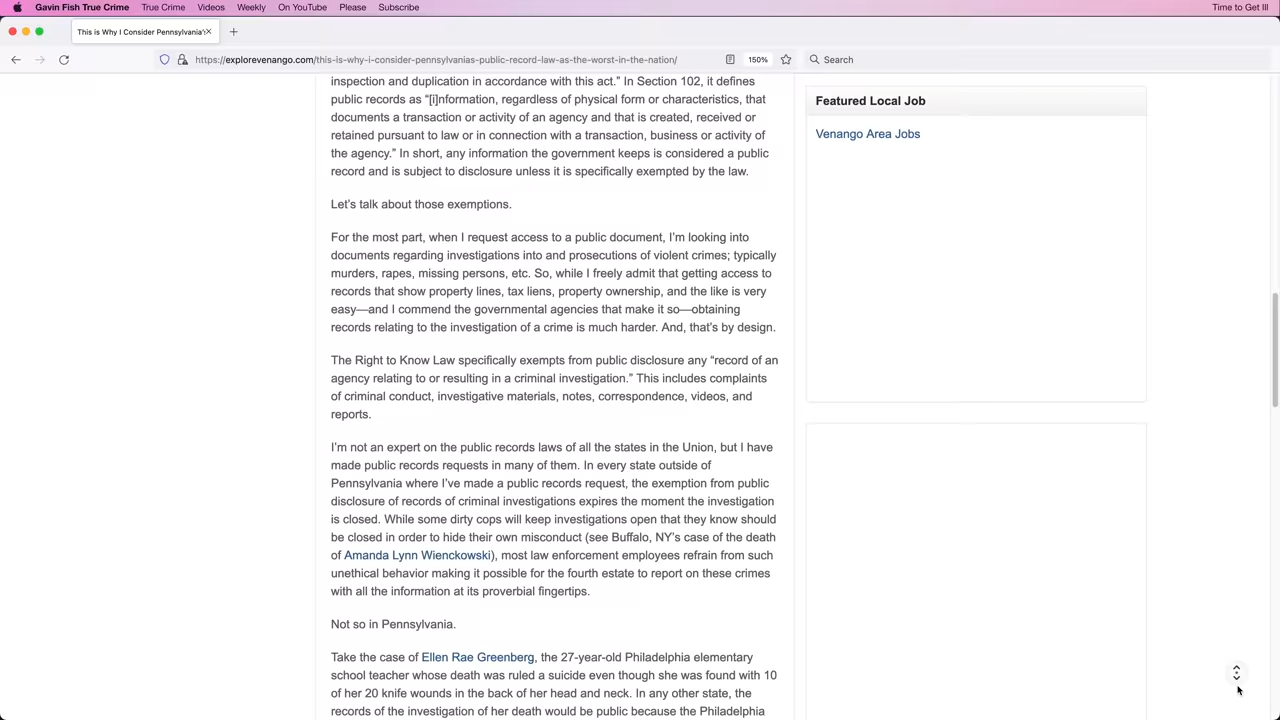 Gavin Fish True Crime True Crime Videos Weekly On YouTube Please Subscribe Time to Get Ill
This is Why I Consider Pennsylvania'
https://explorevenango.com/this-is-why-i-consider-pennsylvanias-public-record-law-as-the-worst-in-the-nation/ 150% Search
inspection and duplication in accordance with this act.” In Section 102, it defines
public records as “[i]nformation, regardless of physical form or characteristics, that
documents a transaction or activity of an agency and that is created, received or
retained pursuant to law or in connection with a transaction, business or activity of
the agency.” In short, any information the government keeps is considered a public
record and is subject to disclosure unless it is specifically exempted by the law.
Let’s talk about those exemptions.
For the most part, when I request access to a public document, I’m looking into
documents regarding investigations into and prosecutions of violent crimes; typically
murders, rapes, missing persons, etc. So, while I freely admit that getting access to
records that show property lines, tax liens, property ownership, and the like is very
easy—and I commend the governmental agencies that make it so—obtaining
records relating to the investigation of a crime is much harder. And, that’s by design.
The Right to Know Law specifically exempts from public disclosure any “record of an
agency relating to or resulting in a criminal investigation.” This includes complaints
of criminal conduct, investigative materials, notes, correspondence, videos, and
reports.
I’m not an expert on the public records laws of all the states in the Union, but I have
made public records requests in many of them. In every state outside of
Pennsylvania where I’ve made a public records request, the exemption from public
disclosure of records of criminal investigations expires the moment the investigation
is closed. While some dirty cops will keep investigations open that they know should
be closed in order to hide their own misconduct (see Buffalo, NY’s case of the death
of Amanda Lynn Wienckowski), most law enforcement employees refrain from such
unethical behavior making it possible for the fourth estate to report on these crimes
with all the information at its proverbial fingertips.
Not so in Pennsylvania.
Take the case of Ellen Rae Greenberg, the 27-year-old Philadelphia elementary
school teacher whose death was ruled a suicide even though she was found with 10
of her 20 knife wounds in the back of her head and neck. In any other state, the
records of the investigation of her death would be public because the Philadelphia
Featured Local Job
Venango Area Jobs